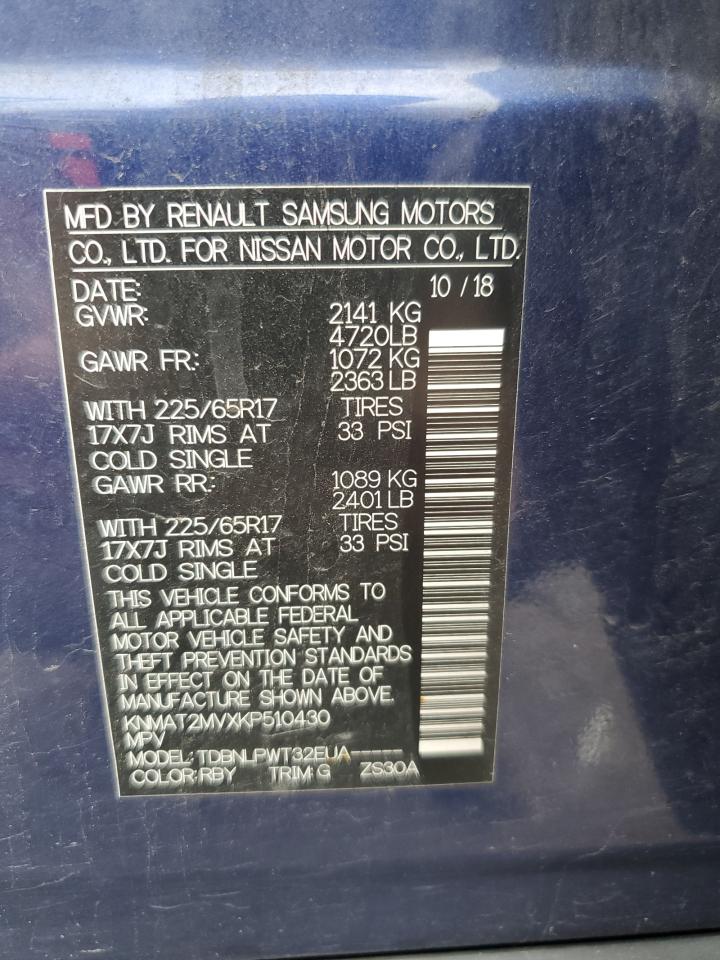 MFD BY RENAULT SAMSUNG MOTORS
CO., LTD. FOR NISSAN MOTOR CO., LTD.
DATE: 10 / 18
GVWR: 2141 KG
4720LB
GAWR FR: 1072 KG
2363 LB
WITH 225/65R17 TIRES
17X7J RIMS AT 33 PSI
COLD SINGLE
GAWR RR: 1089 KG
2401 LB
WITH 225/65R17 TIRES
17X7J RIMS AT 33 PSI
COLD SINGLE
THIS VEHICLE CONFORMS TO
ALL APPLICABLE FEDERAL
MOTOR VEHICLE SAFETY AND
THEFT PREVENTION STANDARDS
IN EFFECT ON THE DATE OF
MANUFACTURE SHOWN ABOVE.
KNMAT2MVXKP510430
MPV
MODEL: TDBNLPWT32EUA-----
COLOR:RBY TRIM: G ZS30A